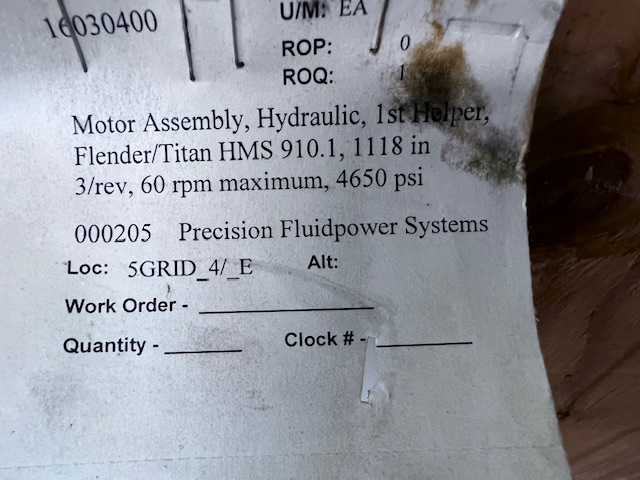 16030400
U/M: EA
ROP: 0
ROQ: 1
Motor Assembly, Hydraulic, 1st Helper,
Flender/Titan HMS 910.1, 1118 in
3/rev, 60 rpm maximum, 4650 psi
000205 Precision Fluidpower Systems
Loc: 5GRID_4/_E Alt:
Work Order -
Quantity - Clock # -